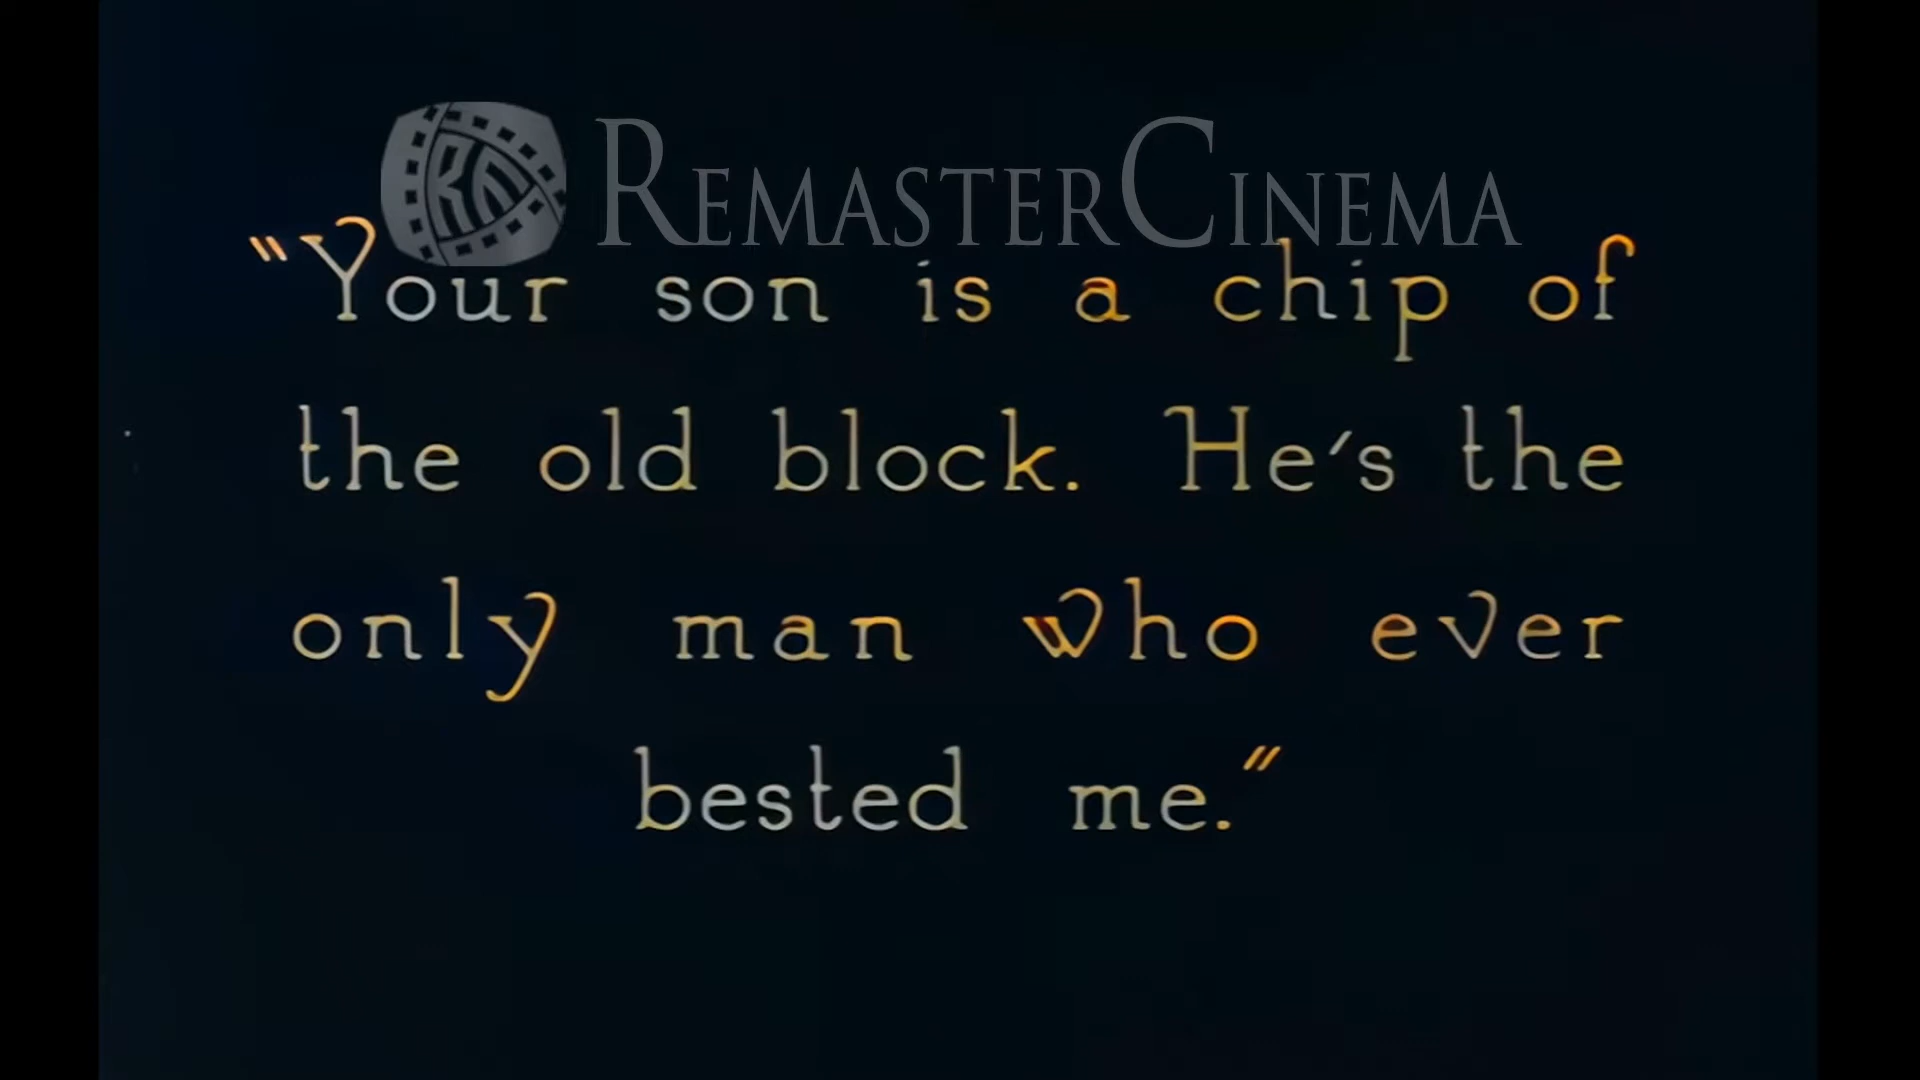 REMASTERCINEMA
"Your son is a chip of
the old block. He's the
only man who ever
bested me."